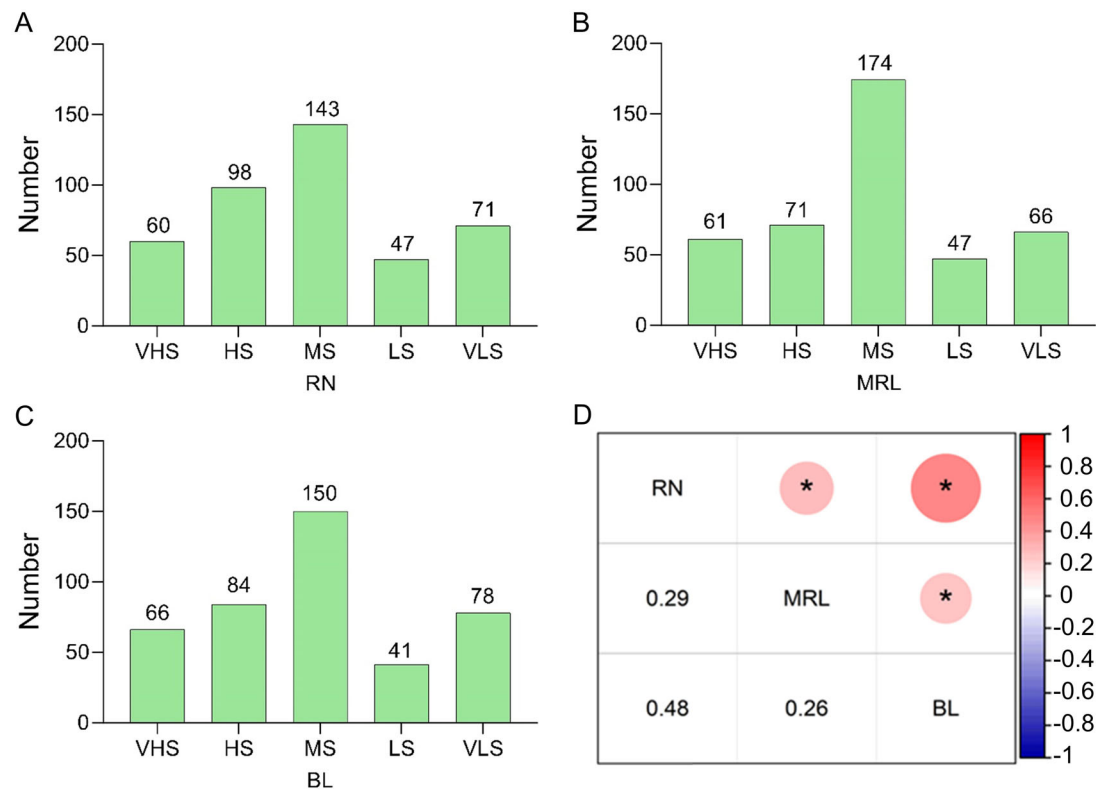 A
200
150
100
50
0
Number
60
98
143
47
71
VHS HS MS LS VLS
RN
B
200
150
100
50
0
Number
61
71
174
47
66
VHS HS MS LS VLS
MRL
C
200
150
100
50
0
Number
66
84
150
41
78
VHS HS MS LS VLS
BL
D
RN * *
0.29 MRL *
0.48 0.26 BL
1
0.8
0.6
0.4
0.2
0
-0.2
-0.4
-0.6
-0.8
-1